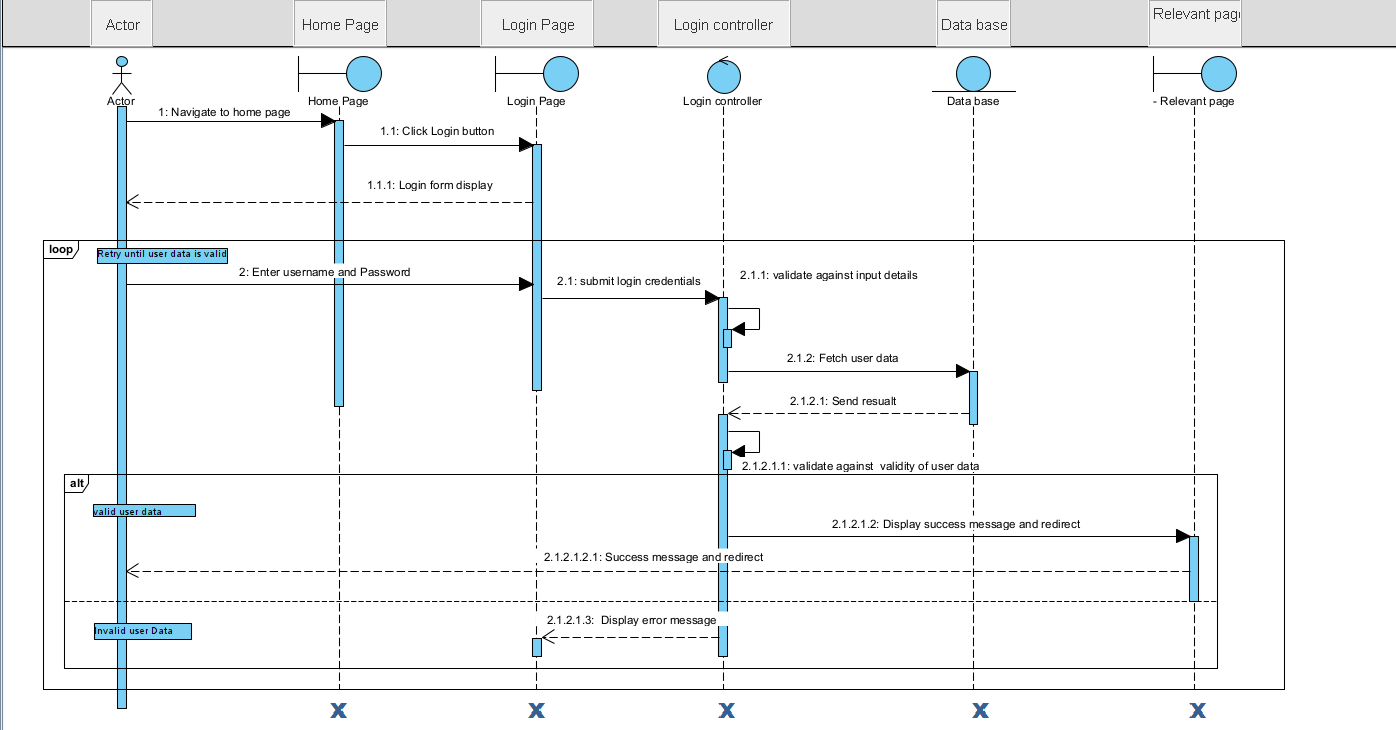 Actor
Home Page
Login Page
Login controller
Data base
Relevant page
Actor
Home Page
Login Page
Login controller
Data base
- Relevant page
1: Navigate to home page
1.1: Click Login button
1.1.1: Login form display
loop
Retry until user data is valid
2: Enter username and Password
2.1: submit login credentials
2.1.1: validate against input details
2.1.2: Fetch user data
2.1.2.1: Send resualt
2.1.2.1.1: validate against validity of user data
alt
valid user data
2.1.2.1.2: Display success message and redirect
2.1.2.1.2.1: Success message and redirect
2.1.2.1.3: Display error message
Invalid user Data
X
X
X
X
X